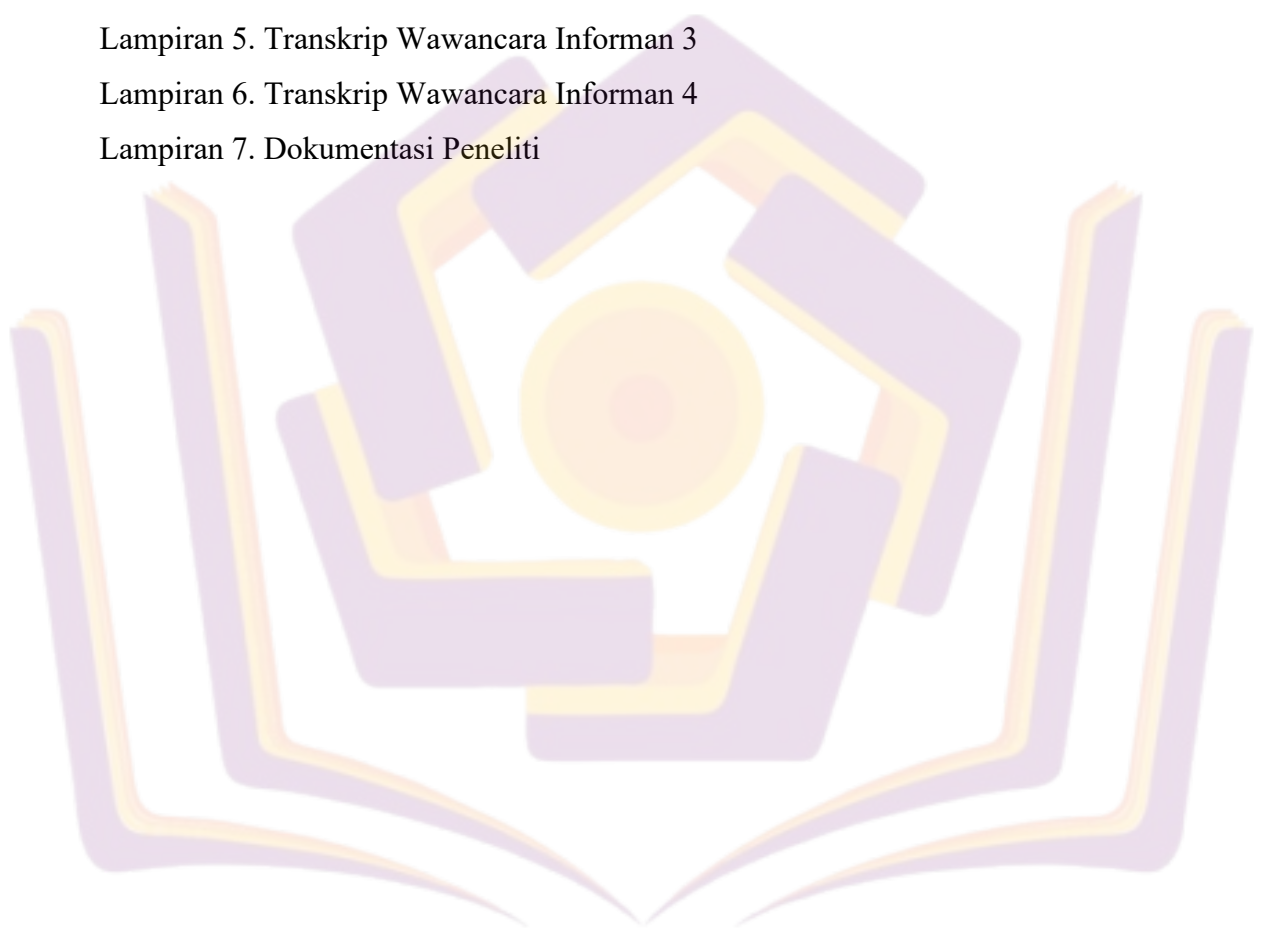 Lampiran 5. Transkrip Wawancara Informan 3
Lampiran 6. Transkrip Wawancara Informan 4
Lampiran 7. Dokumentasi Peneliti